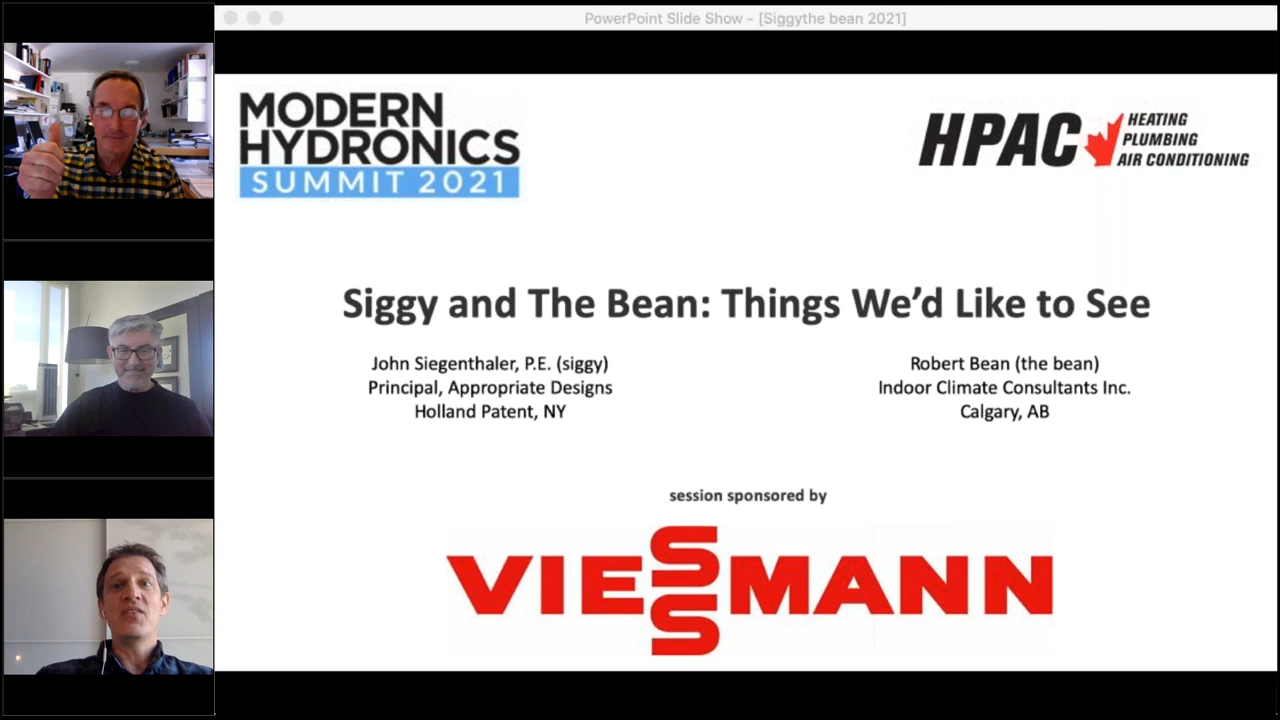 PowerPoint Slide Show - [Siggythe bean 2021]
MODERN
HYDRONICS
SUMMIT 2021
HPAC
HEATING
PLUMBING
AIR CONDITIONING
Siggy and The Bean: Things We’d Like to See
John Siegenthaler, P.E. (siggy)
Principal, Appropriate Designs
Holland Patent, NY
Robert Bean (the bean)
Indoor Climate Consultants Inc.
Calgary, AB
session sponsored by
VIESSMANN